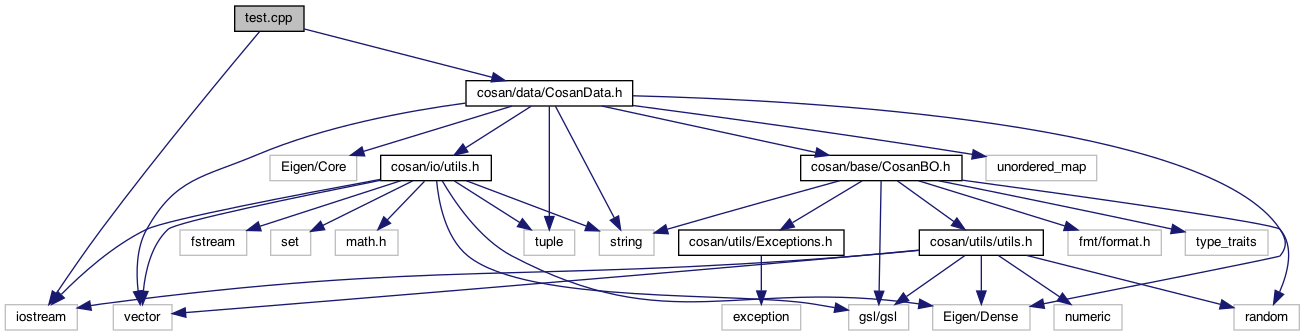 test.cpp
cosan/data/CosanData.h
Eigen/Core
cosan/io/utils.h
cosan/base/CosanBO.h
unordered_map
fstream
set
math.h
tuple
string
cosan/utils/Exceptions.h
cosan/utils/utils.h
fmt/format.h
type_traits
iostream
vector
exception
gsl/gsl
Eigen/Dense
numeric
random